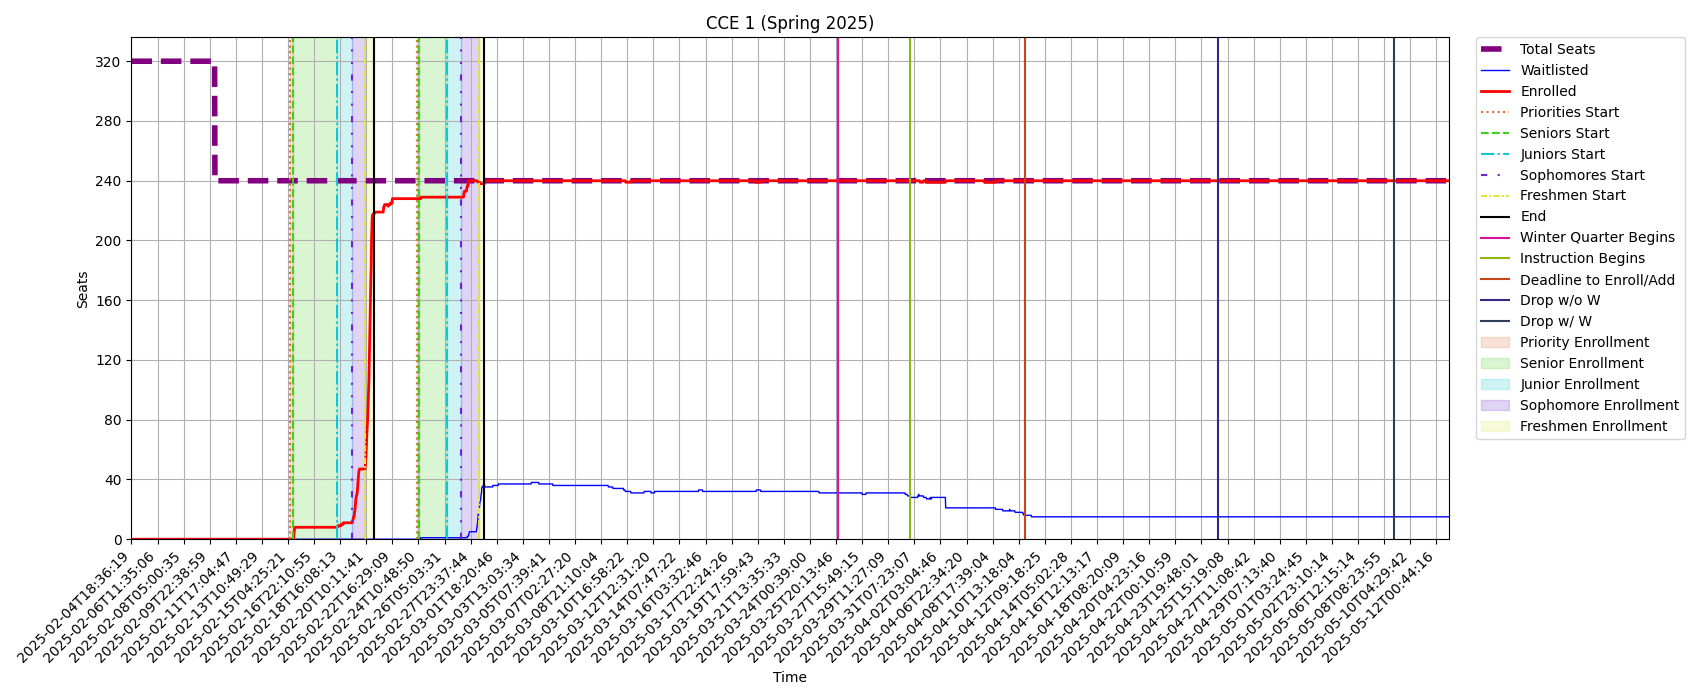 CCE 1 (Spring 2025)
320
280
240
200
160
120
80
40
0
Seats
2025-02-04T18:36:19
2025-02-06T11:35:06
2025-02-08T05:00:35
2025-02-09T22:38:59
2025-02-11T17:04:47
2025-02-13T10:49:29
2025-02-15T04:25:21
2025-02-16T22:10:55
2025-02-18T16:08:13
2025-02-20T10:11:41
2025-02-22T16:29:09
2025-02-24T10:48:50
2025-02-26T05:03:31
2025-02-27T23:37:44
2025-03-01T18:20:46
2025-03-03T13:03:34
2025-03-05T07:39:41
2025-03-07T02:27:20
2025-03-08T21:10:04
2025-03-10T16:58:22
2025-03-12T12:31:20
2025-03-14T07:47:22
2025-03-16T03:32:46
2025-03-17T22:24:26
2025-03-19T17:59:43
2025-03-21T13:35:33
2025-03-24T00:39:00
2025-03-25T20:13:46
2025-03-27T15:49:15
2025-03-29T11:27:09
2025-03-31T07:23:07
2025-04-02T03:04:46
2025-04-06T22:34:20
2025-04-08T17:39:04
2025-04-10T13:18:04
2025-04-12T09:18:25
2025-04-14T05:02:28
2025-04-16T12:13:17
2025-04-18T08:20:09
2025-04-20T04:23:16
2025-04-22T00:10:59
2025-04-23T19:48:01
2025-04-25T15:19:08
2025-04-27T11:08:42
2025-04-29T07:13:40
2025-05-01T03:24:45
2025-05-02T23:10:14
2025-05-06T12:15:14
2025-05-08T08:23:55
2025-05-10T04:29:42
2025-05-12T00:44:16
Time
Total Seats
Waitlisted
Enrolled
Priorities Start
Seniors Start
Juniors Start
Sophomores Start
Freshmen Start
End
Winter Quarter Begins
Instruction Begins
Deadline to Enroll/Add
Drop w/o W
Drop w/ W
Priority Enrollment
Senior Enrollment
Junior Enrollment
Sophomore Enrollment
Freshmen Enrollment